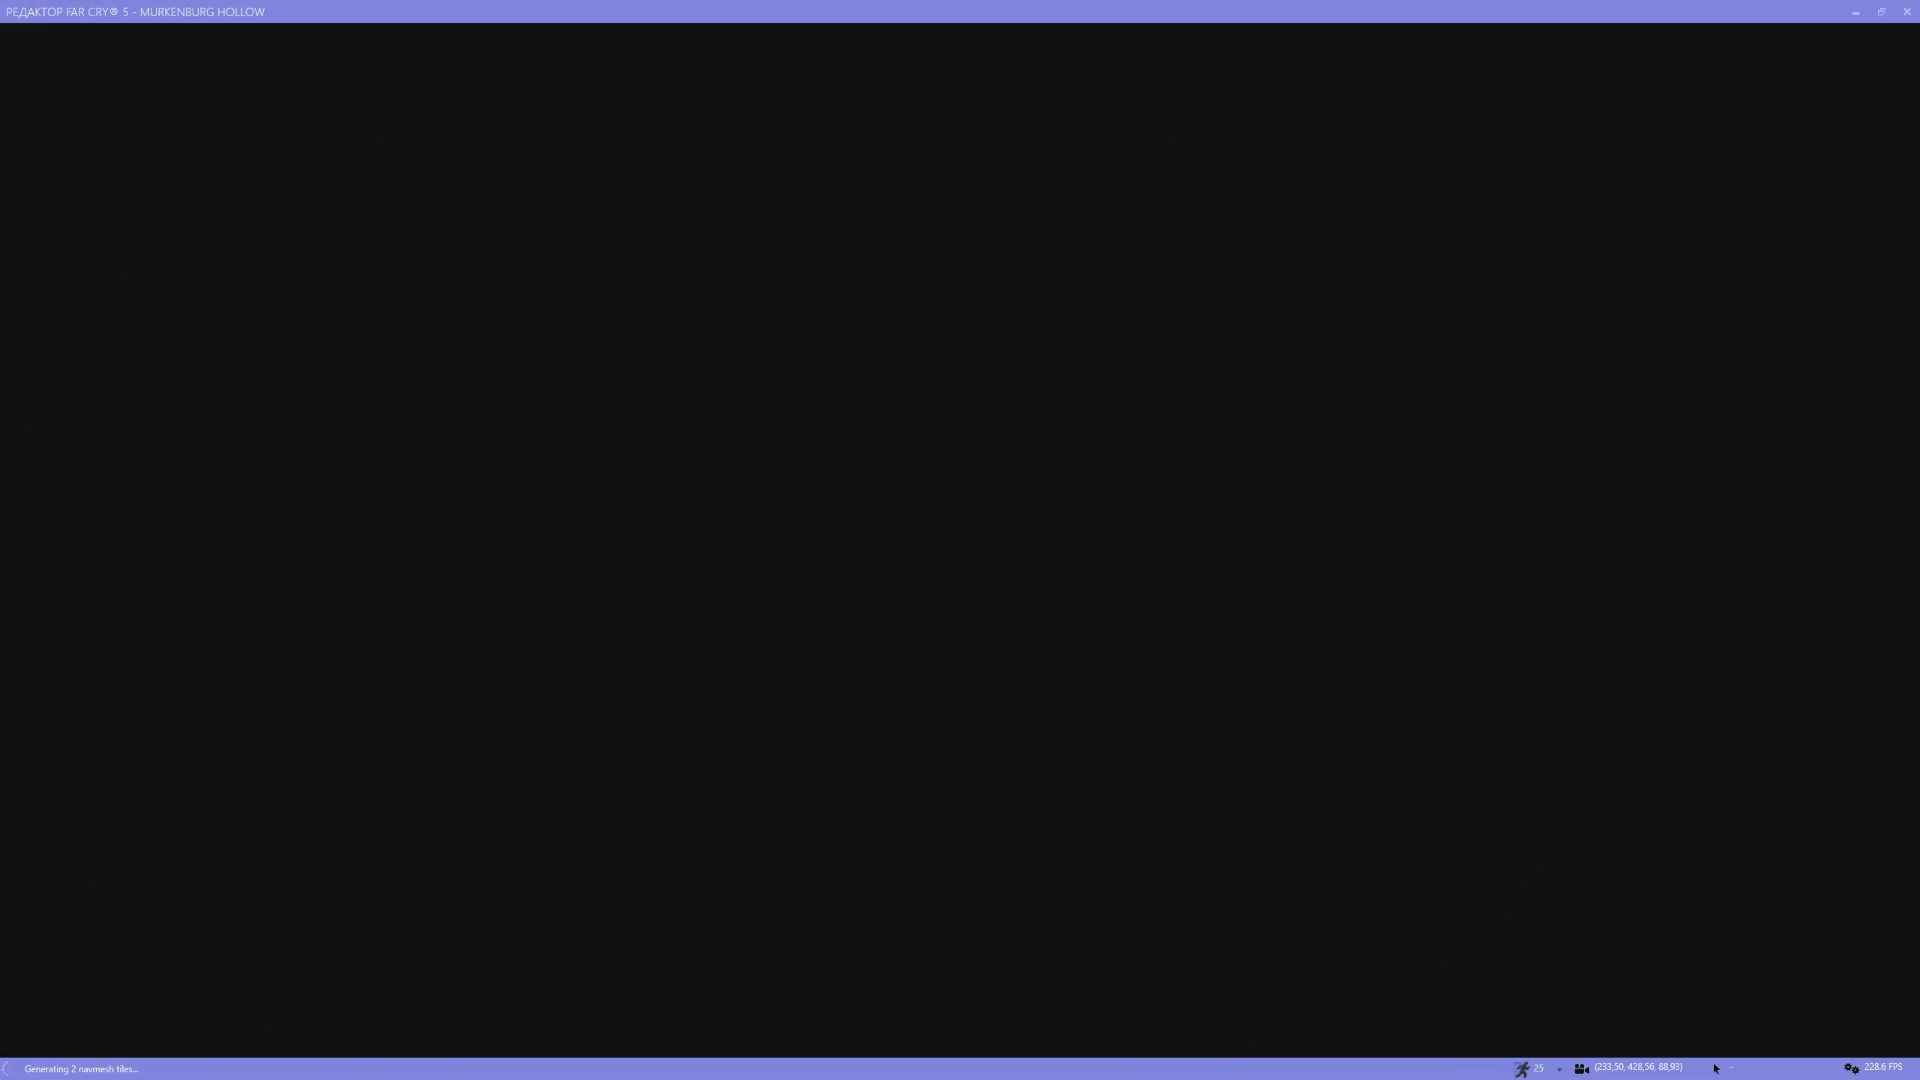 РЕДАКТОР FAR CRY® 5 - MURKENBURG HOLLOW
Generating 2 navmesh tiles...
25
(233,50, 428,56, 88,93)
--
228.6 FPS